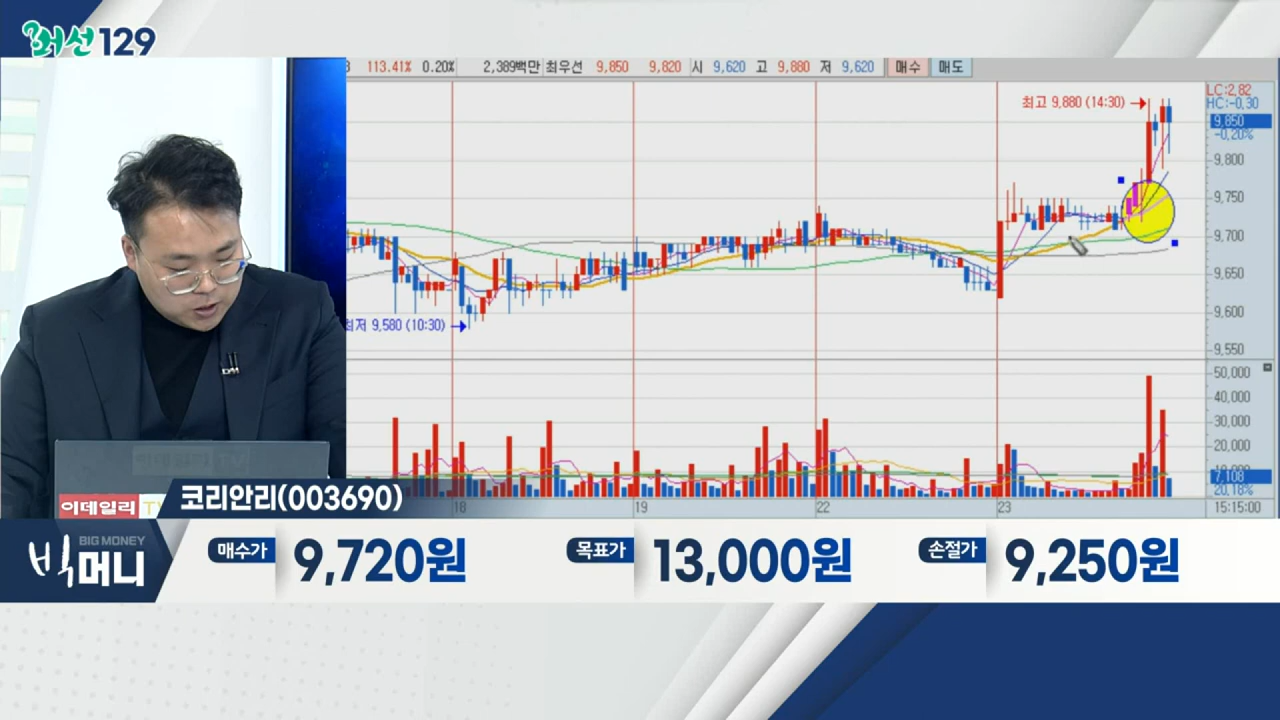 머선129
113.41% 0.20% 2,389백만 최우선 9,850 9,820 시 9,620 고 9,880 저 9,620 매수 매도
LC:2,82
HC:-0,30
최고 9,880 (14:30)
9,850
-0,20%
9,800
9,750
9,700
9,650
9,600
9,550
최저 9,580 (10:30)
50,000
40,000
30,000
20,000
10,000
7,108
20,18%
18 19 22 23 15:15:00
이데일리 TV
코리안리(003690)
BIG MONEY
빅머니
매수가 9,720원 목표가 13,000원 손절가 9,250원